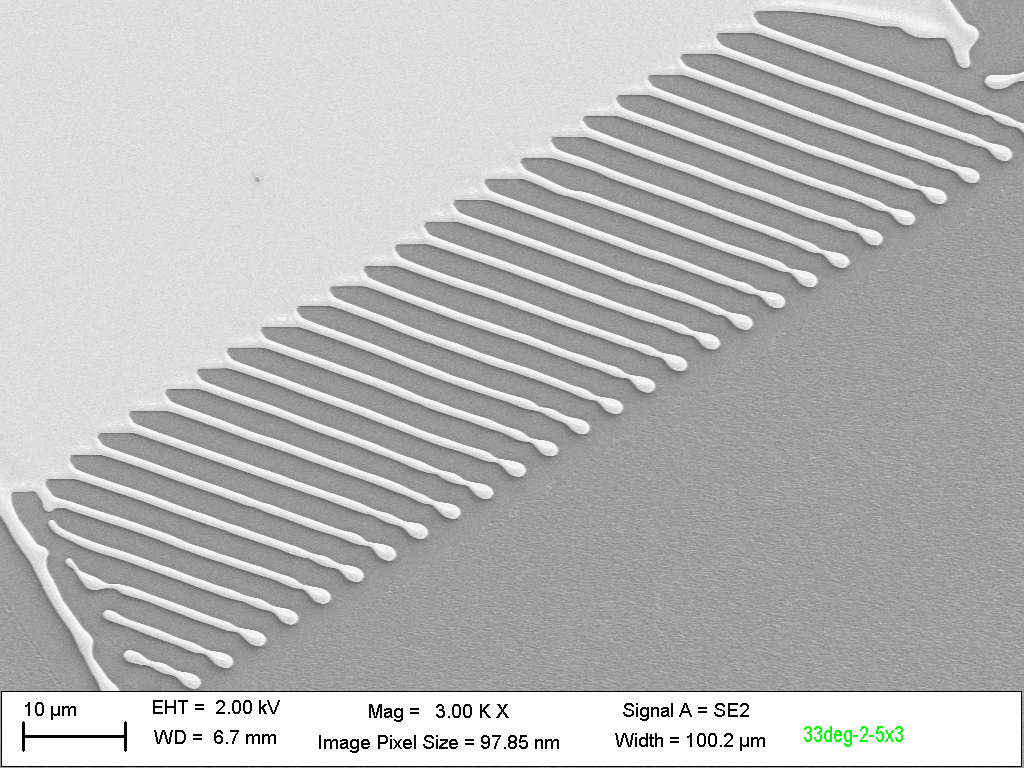 10 µm
EHT = 2.00 kV
WD = 6.7 mm
Mag = 3.00 K X
Image Pixel Size = 97.85 nm
Signal A = SE2
Width = 100.2 µm
33deg-2-5x3